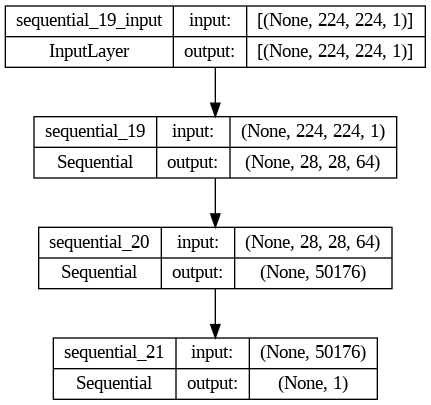 sequential_19_input input: [(None, 224, 224, 1)]
InputLayer output: [(None, 224, 224, 1)]
sequential_19 input: (None, 224, 224, 1)
Sequential output: (None, 28, 28, 64)
sequential_20 input: (None, 28, 28, 64)
Sequential output: (None, 50176)
sequential_21 input: (None, 50176)
Sequential output: (None, 1)